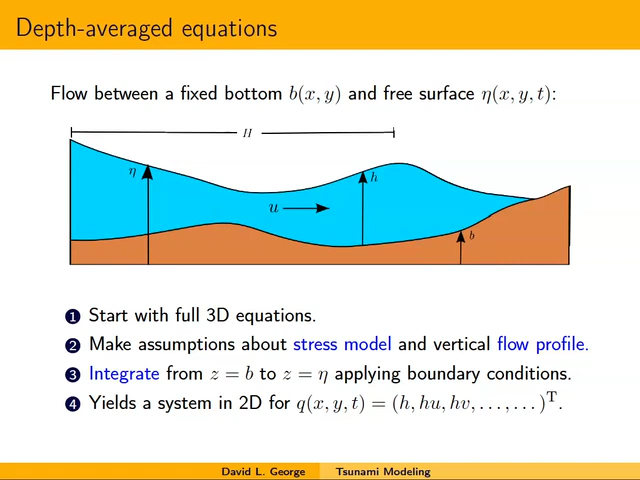 Depth-averaged equations
Flow between a fixed bottom b(x, y) and free surface η(x, y, t):
H
η
h
u
b
1 Start with full 3D equations.
2 Make assumptions about stress model and vertical flow profile.
3 Integrate from z = b to z = η applying boundary conditions.
4 Yields a system in 2D for q(x, y, t) = (h, hu, hv, . . . , . . . )ᵀ.
David L. George Tsunami Modeling